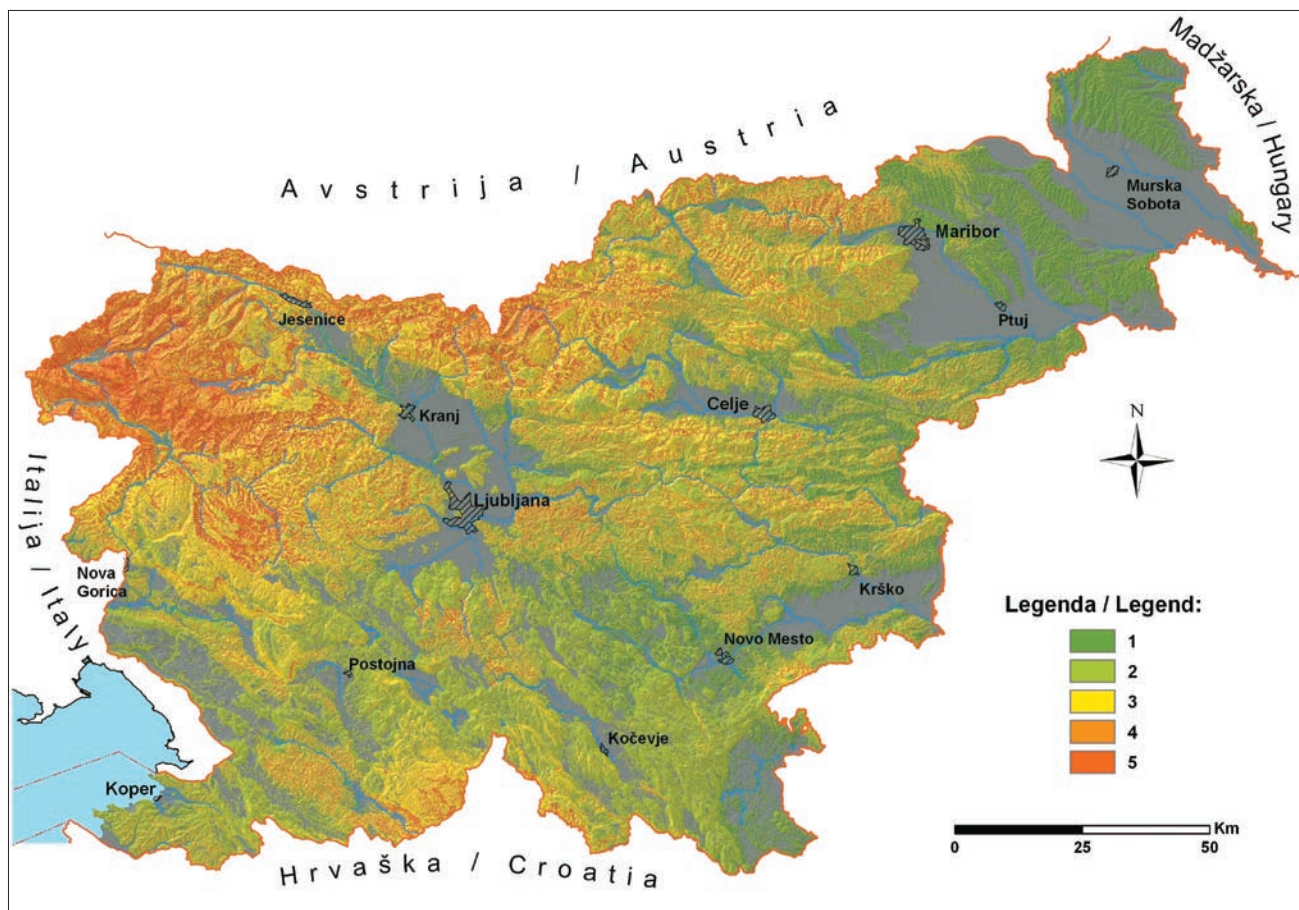 Madžarska / Hungary
Avstrija / Austria
Murska
Sobota
Maribor
Jesenice
Ptuj
Kranj
Celje
N
Italija / Italy
Ljubljana
Nova
Gorica
Krško
Legenda / Legend:
1
Novo Mesto
2
Postojna
3
Kočevje
4
5
Koper
Km
0
25
50
Hrvaška / Croatia